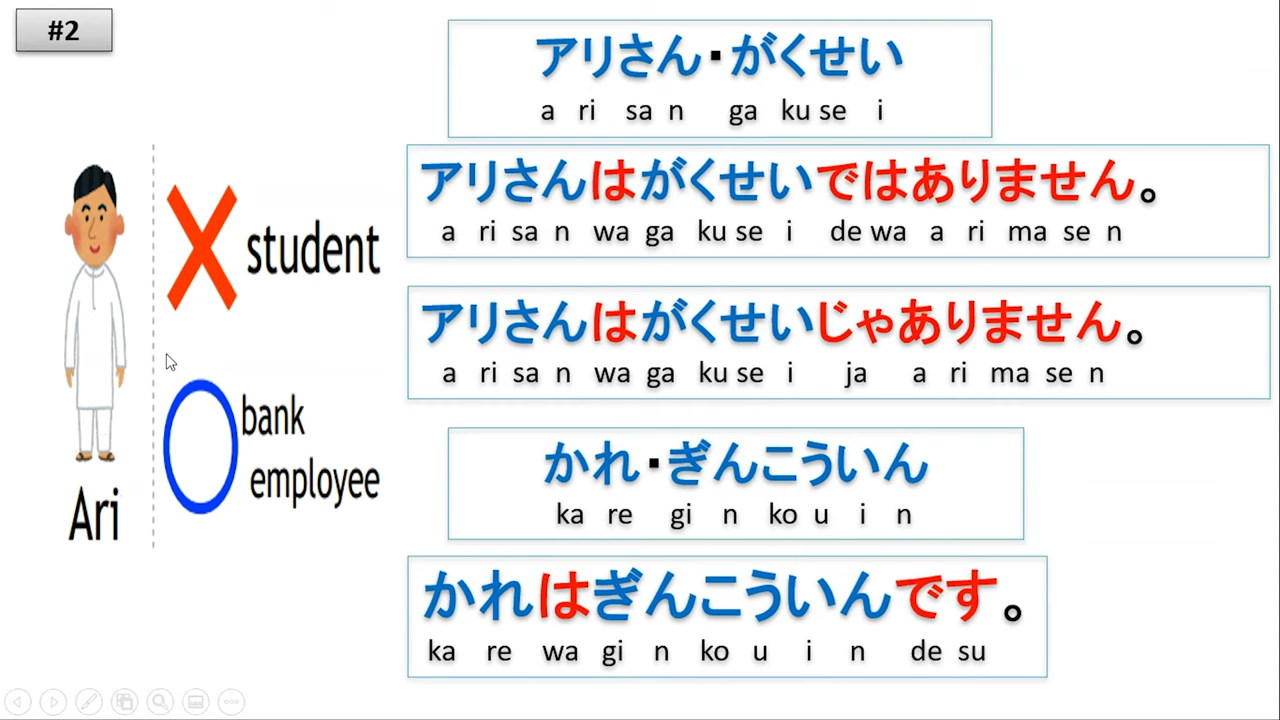 #2
アリさん・がくせい
a ri sa n ga ku se i
アリさんはがくせいではありません。
a ri sa n wa ga ku se i de wa a ri ma se n
student
アリさんはがくせいじゃありません。
a ri sa n wa ga ku se i ja a ri ma se n
bank
employee
Ari
かれ・ぎんこういん
ka re gi n ko u i n
かれはぎんこういんです。
ka re wa gi n ko u i n de su